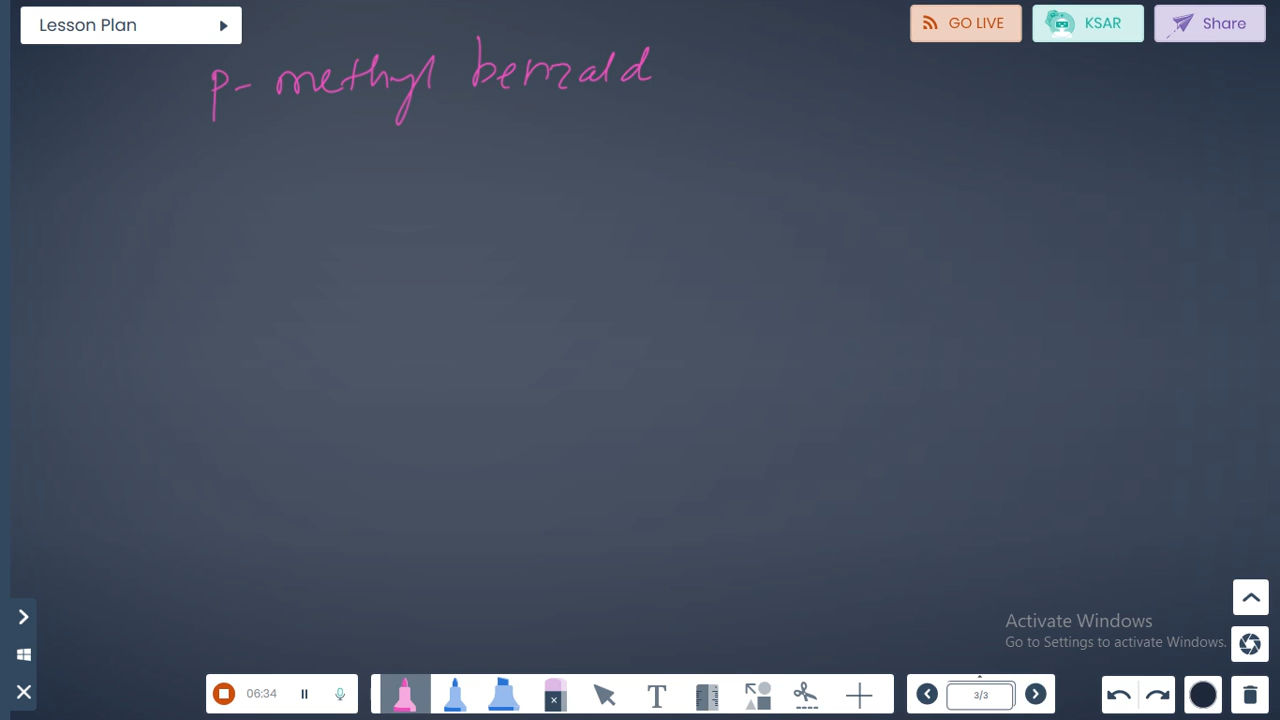 Lesson Plan
GO LIVE
KSAR
Share
p- methyl benzald
Activate Windows
Go to Settings to activate Windows.
06:34
T
3/3